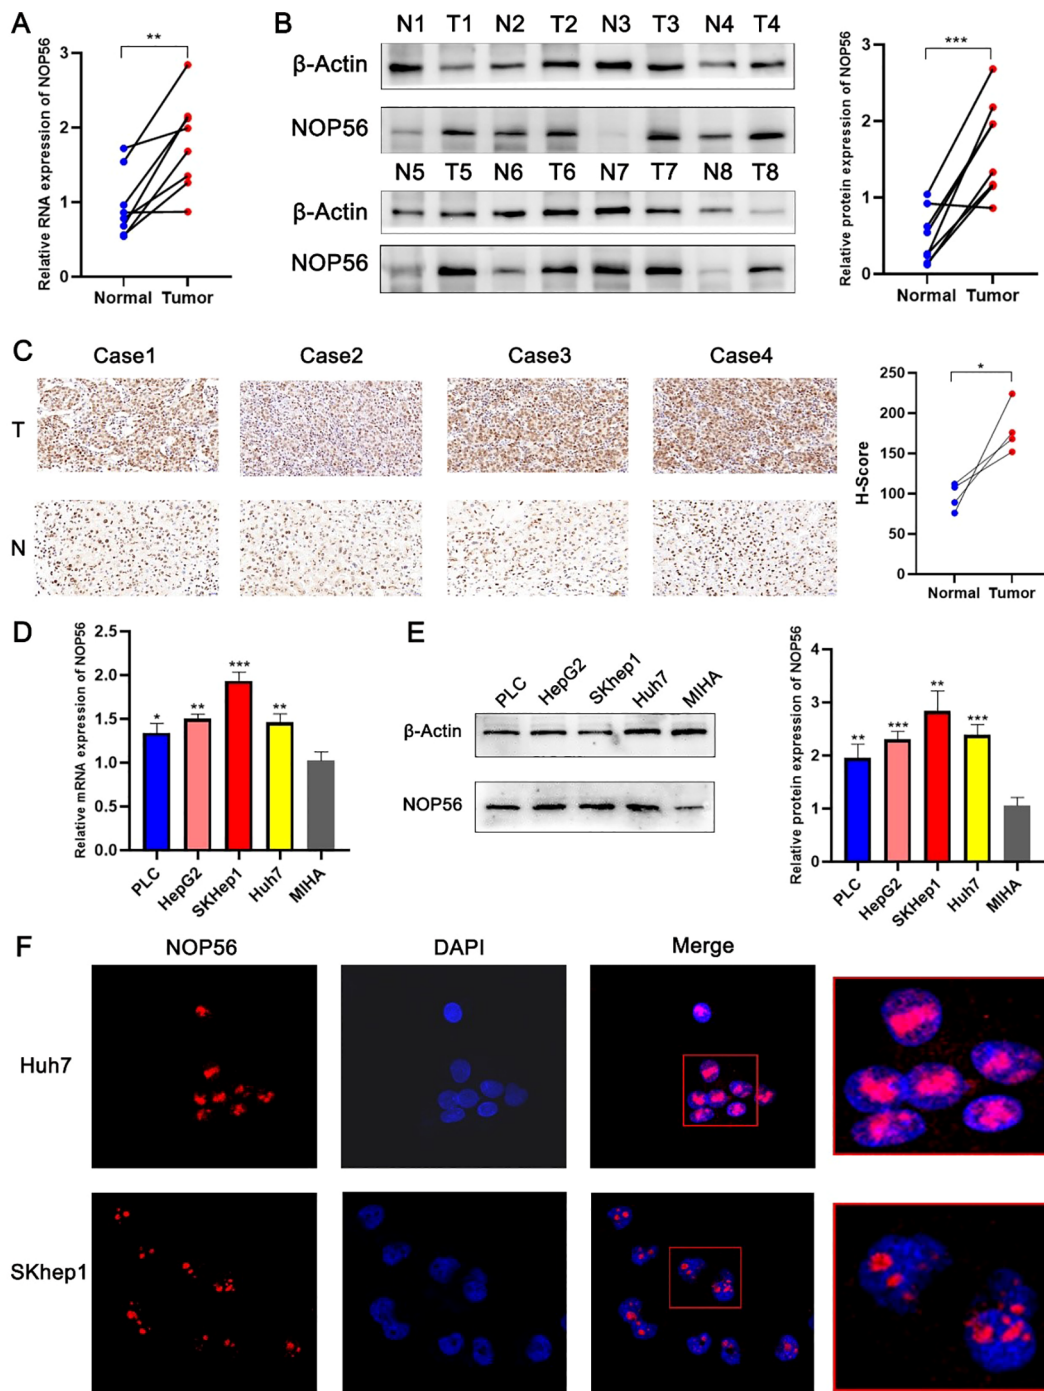 A
Relative RNA expression of NOP56
**
3
2
1
0
Normal Tumor
B
N1 T1 N2 T2 N3 T3 N4 T4
β-Actin
NOP56
N5 T5 N6 T6 N7 T7 N8 T8
β-Actin
NOP56
Relative protein expression of NOP56
***
3
2
1
0
Normal Tumor
C
Case1 Case2 Case3 Case4
T
N
H-Score
*
250
200
150
100
50
0
Normal Tumor
D
Relative mRNA expression of NOP56
2.5
2.0
1.5
1.0
0.5
0.0
* ** *** **
PLC HepG2 SKHep1 Huh7 MIHA
E
PLC HepG2 SKhep1 Huh7 MIHA
β-Actin
NOP56
Relative protein expression of NOP56
4
3
2
1
0
** *** ** ***
PLC HepG2 SKHep1 Huh7 MIHA
F
NOP56 DAPI Merge
Huh7
SKhep1